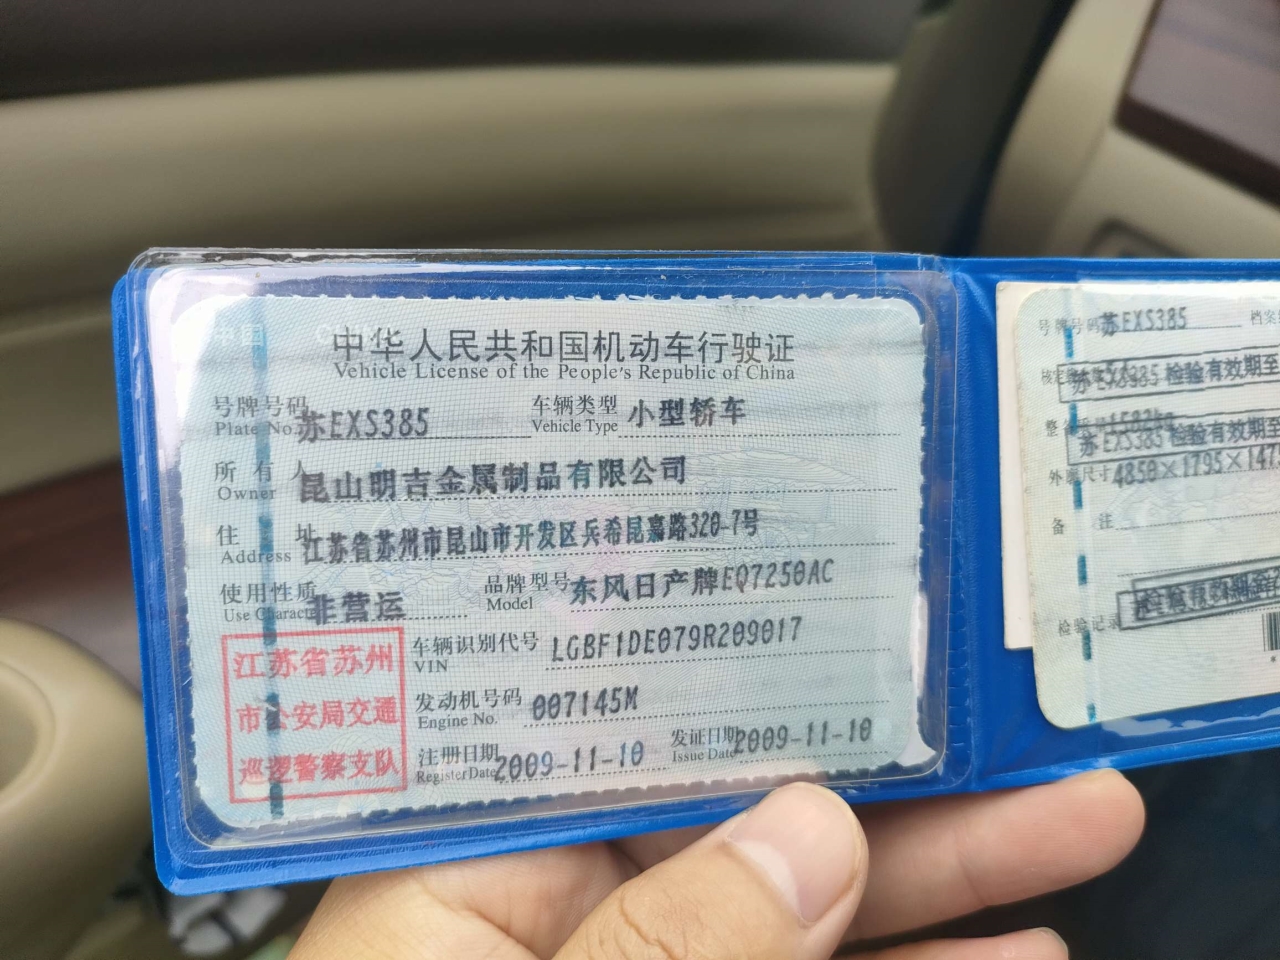 中华人民共和国机动车行驶证
Vehicle License of the People's Republic of China
号牌号码 苏EXS385 车辆类型 小型轿车
Plate No. Vehicle Type
所有人 昆山明吉金属制品有限公司
Owner
住址 江苏省苏州市昆山市开发区兵希昆嘉路320-7号
Address
使用性质 非营运 品牌型号 东风日产牌EQ7250AC
Use Character Model
江苏省苏州
市公安局交通
巡逻警察支队
车辆识别代号 LGBF1DE079R209017
VIN
发动机号码 007145M
Engine No.
注册日期 2009-11-10 发证日期 2009-11-10
Register Date Issue Date
号牌号码 苏EXS385 档案
苏EXS385 检验有效期至
苏EXS385 检验有效期至
外廓尺寸 4850×1795×147
备注
检验记录